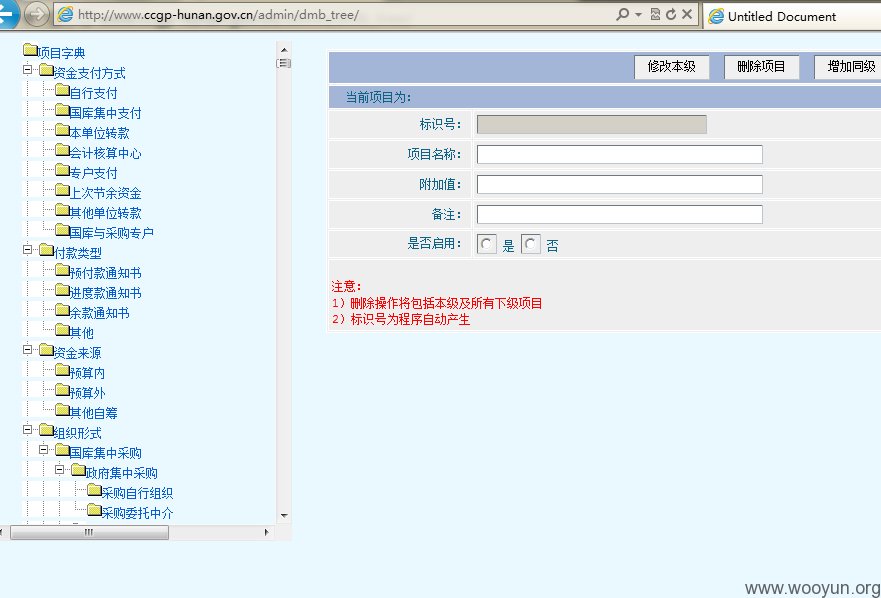 http://www.ccgp-hunan.gov.cn/admin/dmb_tree/
Untitled Document
项目字典
资金支付方式
自行支付
国库集中支付
本单位转款
会计核算中心
专户支付
上次节余资金
其他单位转款
国库与采购专户
付款类型
预付款通知书
进度款通知书
余款通知书
其他
资金来源
预算内
预算外
其他自筹
组织形式
国库集中采购
政府集中采购
采购自行组织
采购委托中介
修改本级 删除项目 增加同级
当前项目为:
标识号:
项目名称:
附加值:
备注:
是否启用: 是 否
注意:
1) 删除操作将包括本级及所有下级项目
2) 标识号为程序自动产生
www.wooyun.org